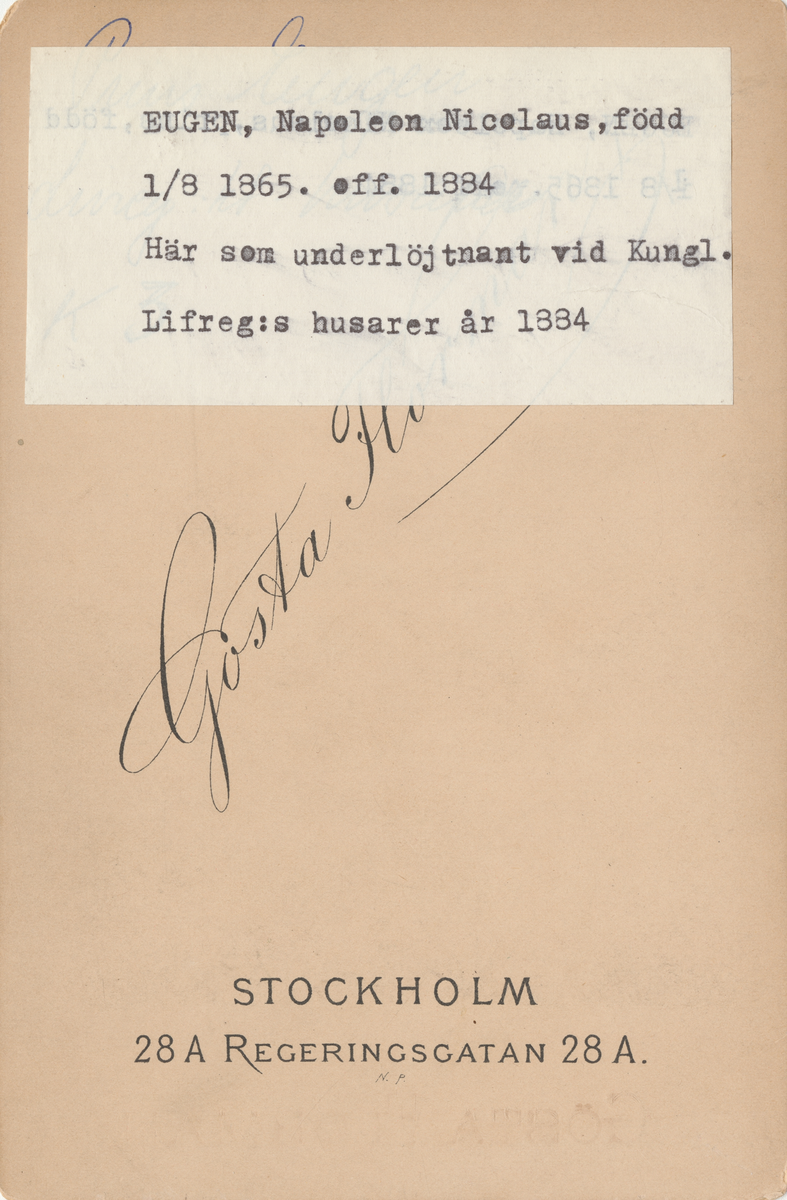 EUGEN, Napoleon Nicolaus,född
1/8 1865. off. 1884
Här som underlöjtnant vid Kungl.
Lifreg:s husarer år 1884
Gösta
STOCKHOLM
28 A REGERINGSGATAN 28 A.
N. P.